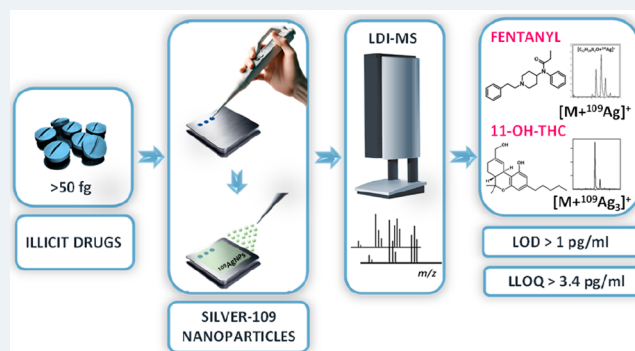 >50 fg
ILLICIT DRUGS
¹⁰⁹AgNPs
SILVER-109
NANOPARTICLES
LDI-MS
m/z
FENTANYL
[M+¹⁰⁹Ag]⁺
11-OH-THC
[M+¹⁰⁹Ag₃]⁺
LOD > 1 pg/ml
LLOQ > 3.4 pg/ml